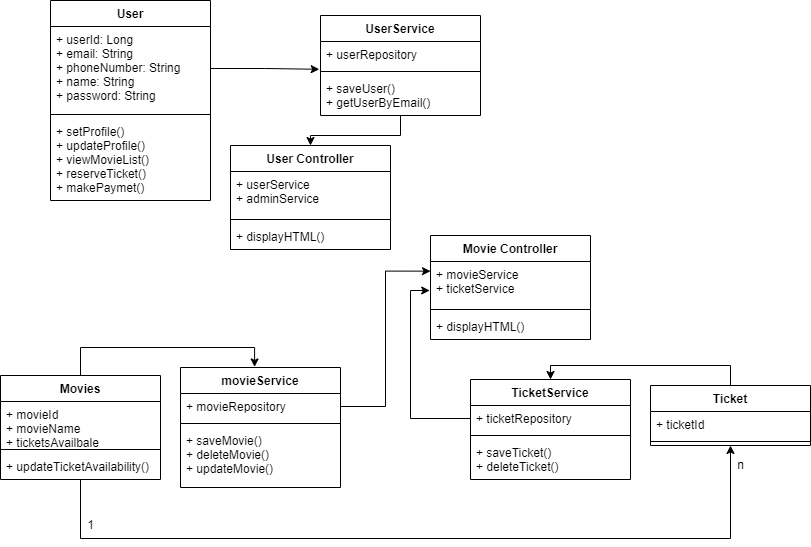 User
+ userId: Long
+ email: String
+ phoneNumber: String
+ name: String
+ password: String
+ setProfile()
+ updateProfile()
+ viewMovieList()
+ reserveTicket()
+ makePaymet()
UserService
+ userRepository
+ saveUser()
+ getUserByEmail()
User Controller
+ userService
+ adminService
+ displayHTML()
Movie Controller
+ movieService
+ ticketService
+ displayHTML()
Movies
+ movieId
+ movieName
+ ticketsAvailbale
+ updateTicketAvailability()
movieService
+ movieRepository
+ saveMovie()
+ deleteMovie()
+ updateMovie()
TicketService
+ ticketRepository
+ saveTicket()
+ deleteTicket()
Ticket
+ ticketId
n
1